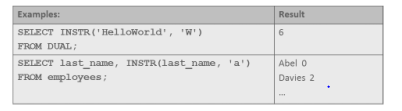 Examples: Result
SELECT INSTR('HelloWorld', 'W') 6
FROM DUAL;
SELECT last_name, INSTR(last_name, 'a') Abel 0
FROM employees; Davies 2
...